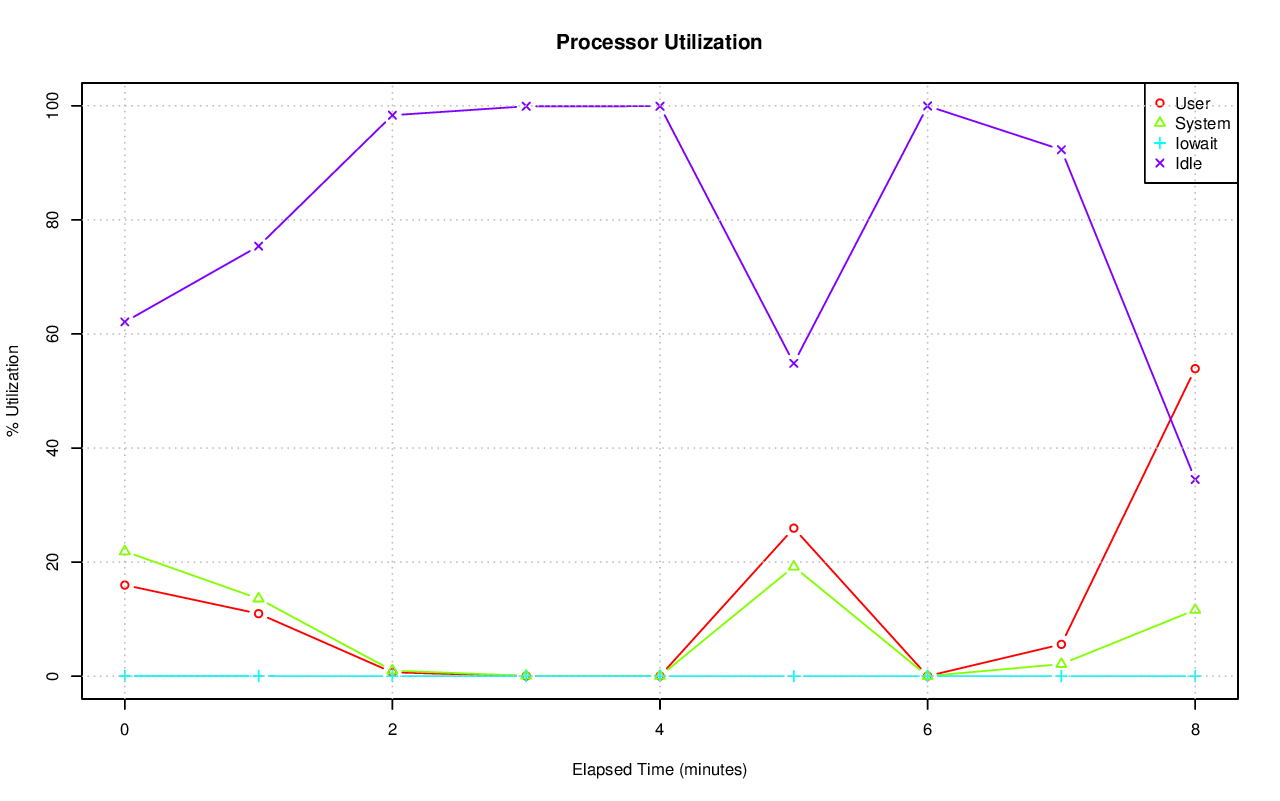 Processor Utilization
% Utilization
100
80
60
40
20
0
User
System
Iowait
Idle
0 2 4 6 8
Elapsed Time (minutes)